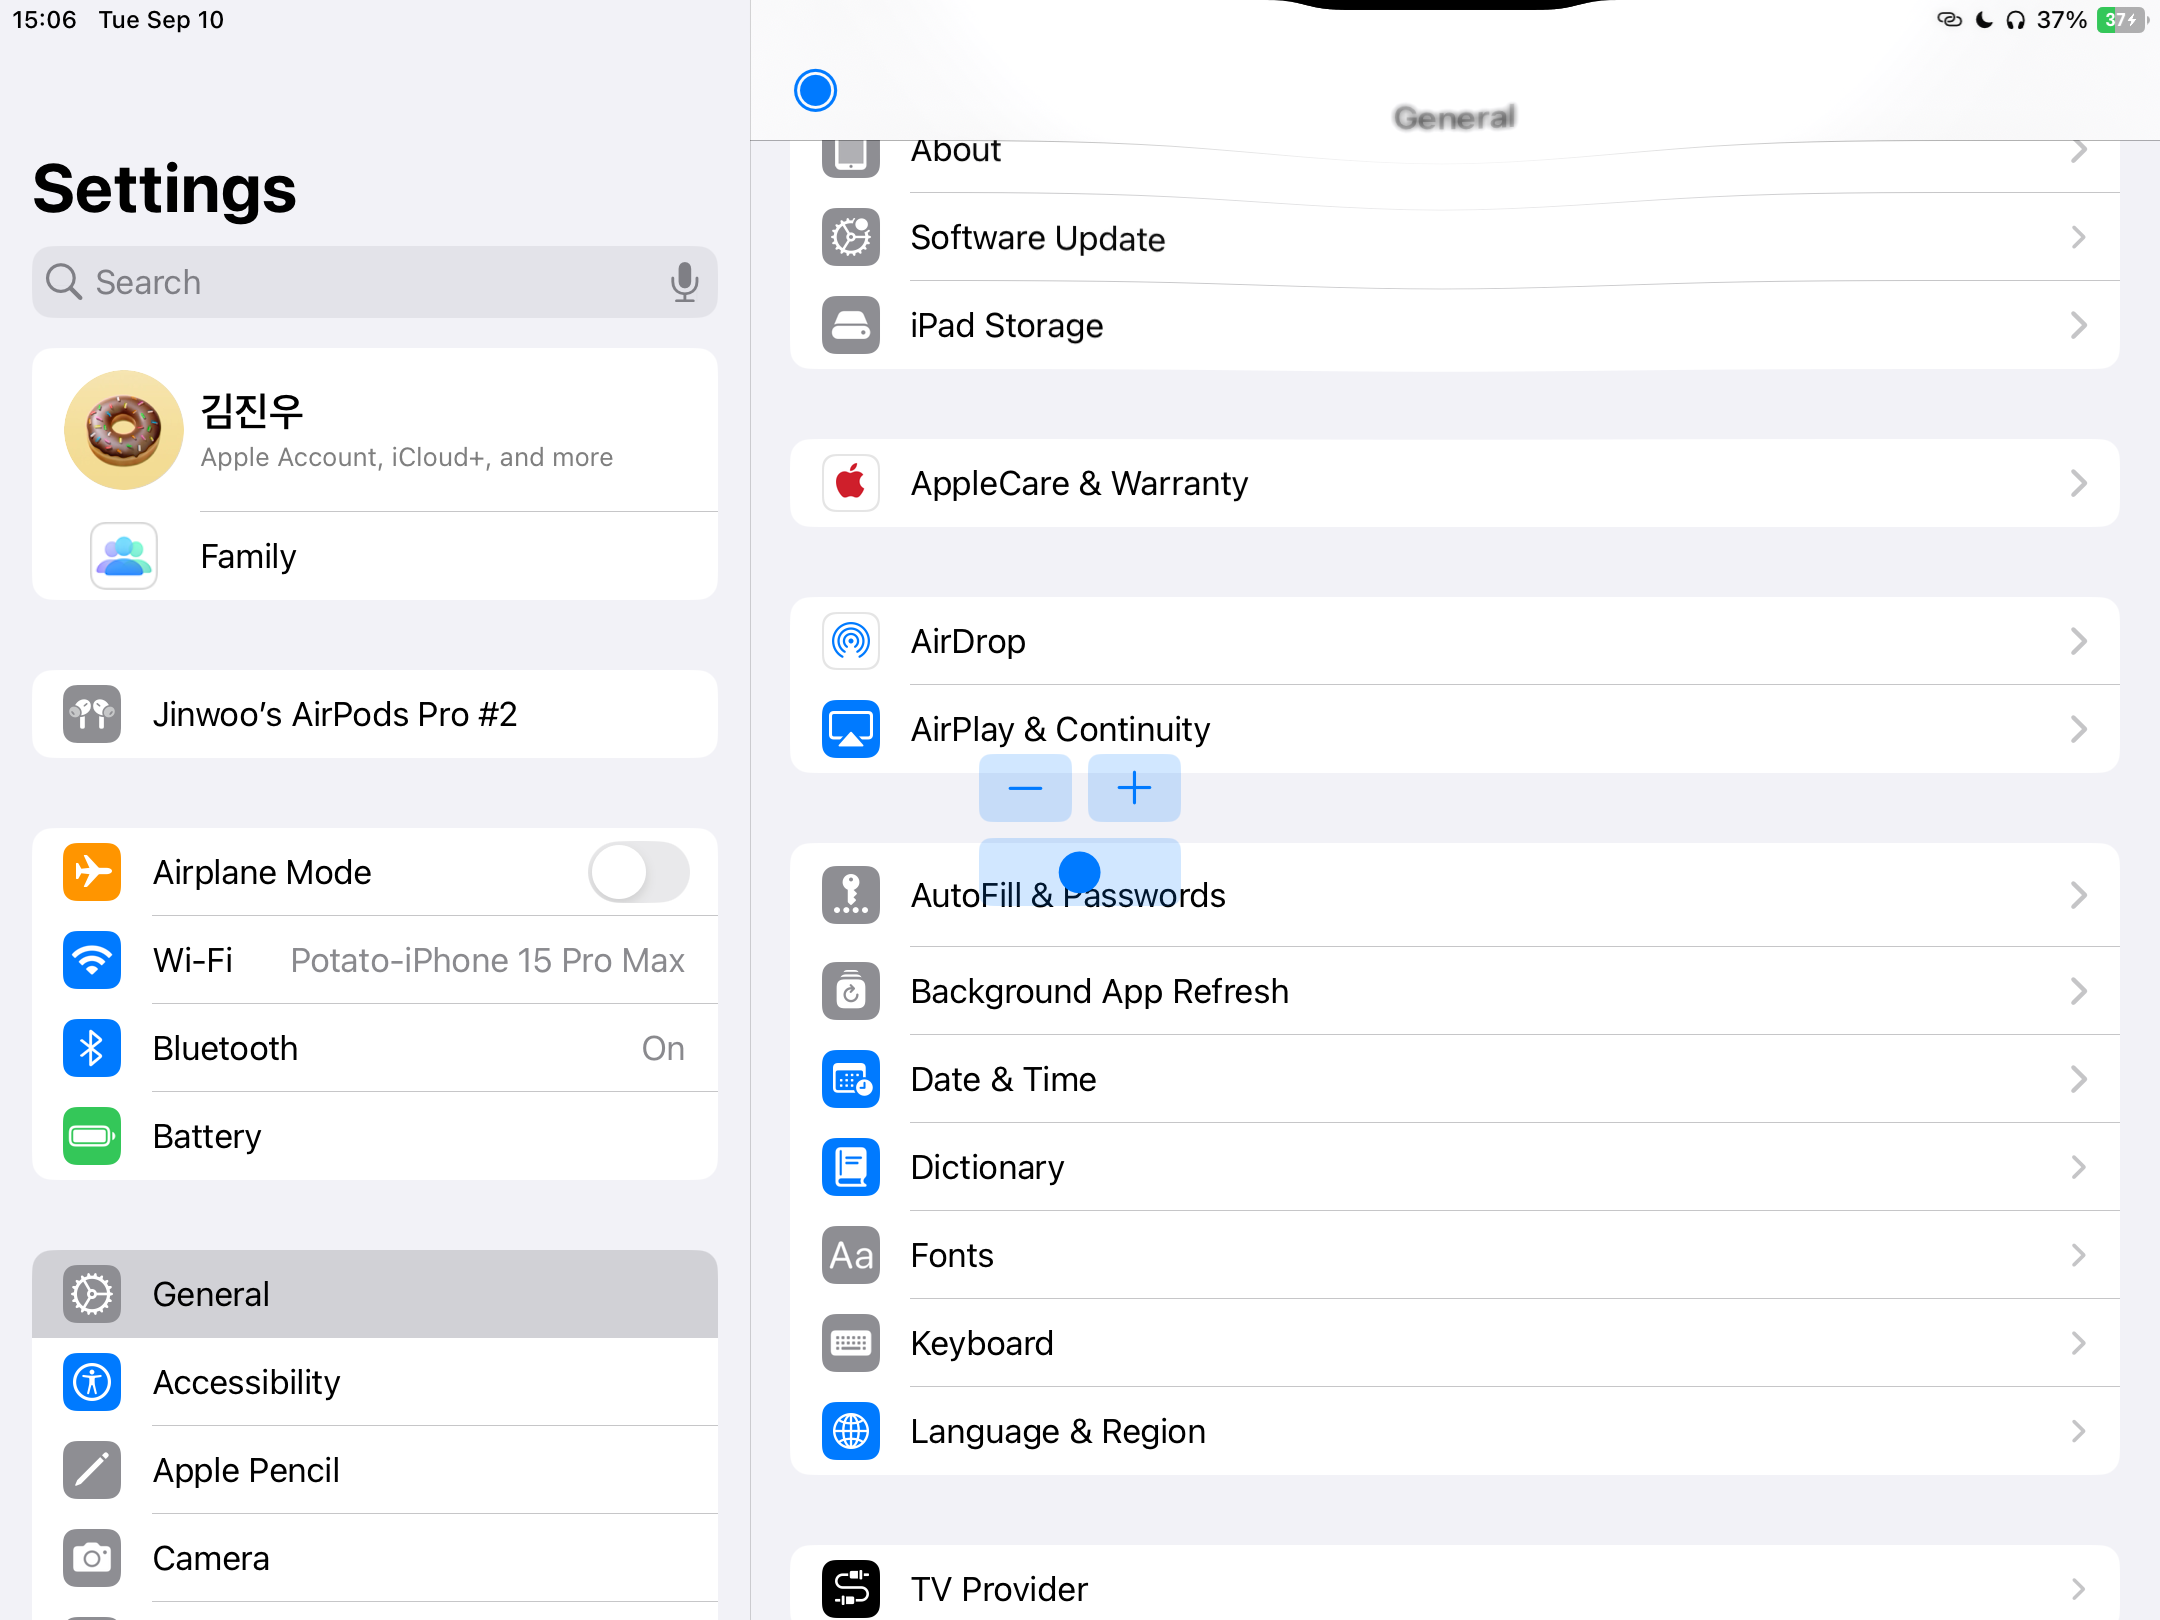 15:06 Tue Sep 10
37%
37
Settings
Search
김진우
Apple Account, iCloud+, and more
Family
Jinwoo’s AirPods Pro #2
Airplane Mode
Wi-Fi Potato-iPhone 15 Pro Max
Bluetooth On
Battery
General
Accessibility
Apple Pencil
Camera
General
About
Software Update
iPad Storage
AppleCare & Warranty
AirDrop
AirPlay & Continuity
AutoFill & Passwords
Background App Refresh
Date & Time
Dictionary
Aa Fonts
Keyboard
Language & Region
TV Provider